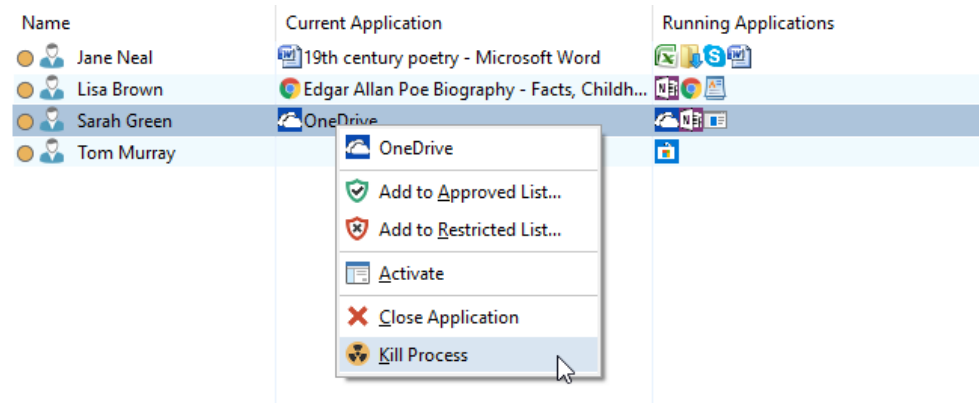 Name Current Application Running Applications
Jane Neal 19th century poetry - Microsoft Word
Lisa Brown Edgar Allan Poe Biography - Facts, Childh...
Sarah Green OneDrive
OneDrive
Tom Murray
Add to Approved List...
Add to Restricted List...
Activate
Close Application
Kill Process